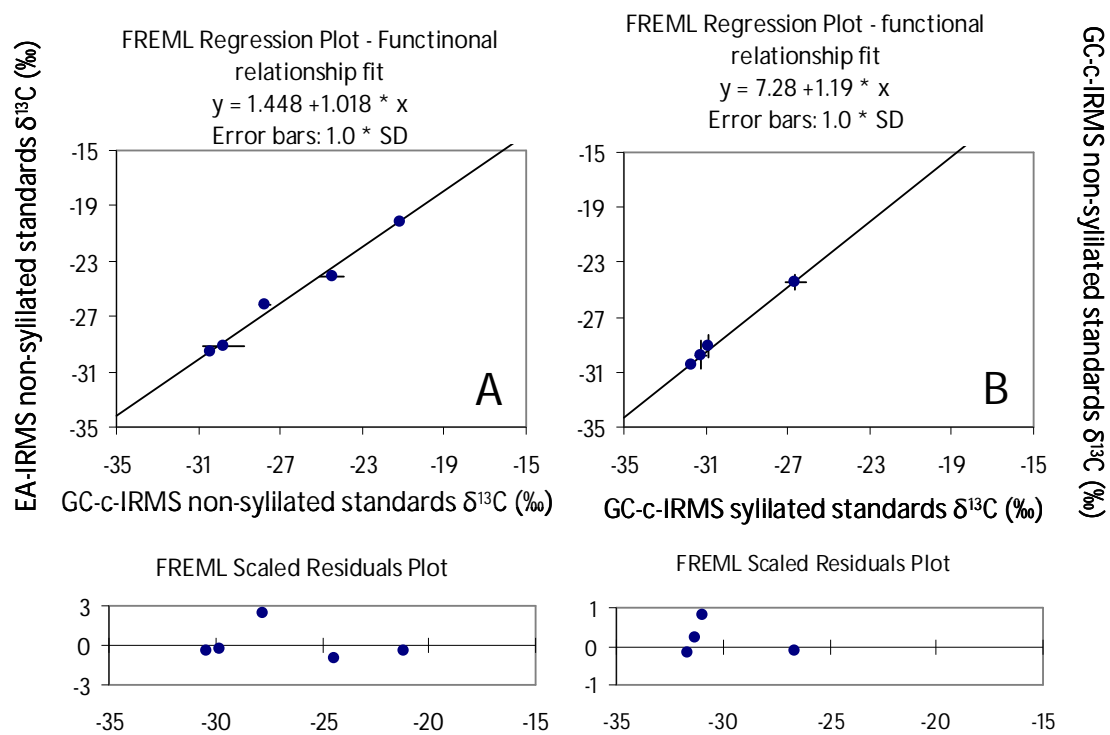 FREML Regression Plot - Functinonal
relationship fit
y = 1.448 +1.018 * x
Error bars: 1.0 * SD
EA-IRMS non-sylilated standards δ¹³C (‰)
-15
-19
-23
-27
-31
-35
A
-35 -31 -27 -23 -19 -15
GC-c-IRMS non-sylilated standards δ¹³C (‰)
FREML Regression Plot - functional
relationship fit
y = 7.28 +1.19 * x
Error bars: 1.0 * SD
GC-c-IRMS non-sylilated standards δ¹³C (‰)
-15
-19
-23
-27
-31
-35
B
-35 -31 -27 -23 -19 -15
GC-c-IRMS sylilated standards δ¹³C (‰)
FREML Scaled Residuals Plot
3
0
-3
-35 -30 -25 -20 -15
FREML Scaled Residuals Plot
1
0
-1
-35 -30 -25 -20 -15